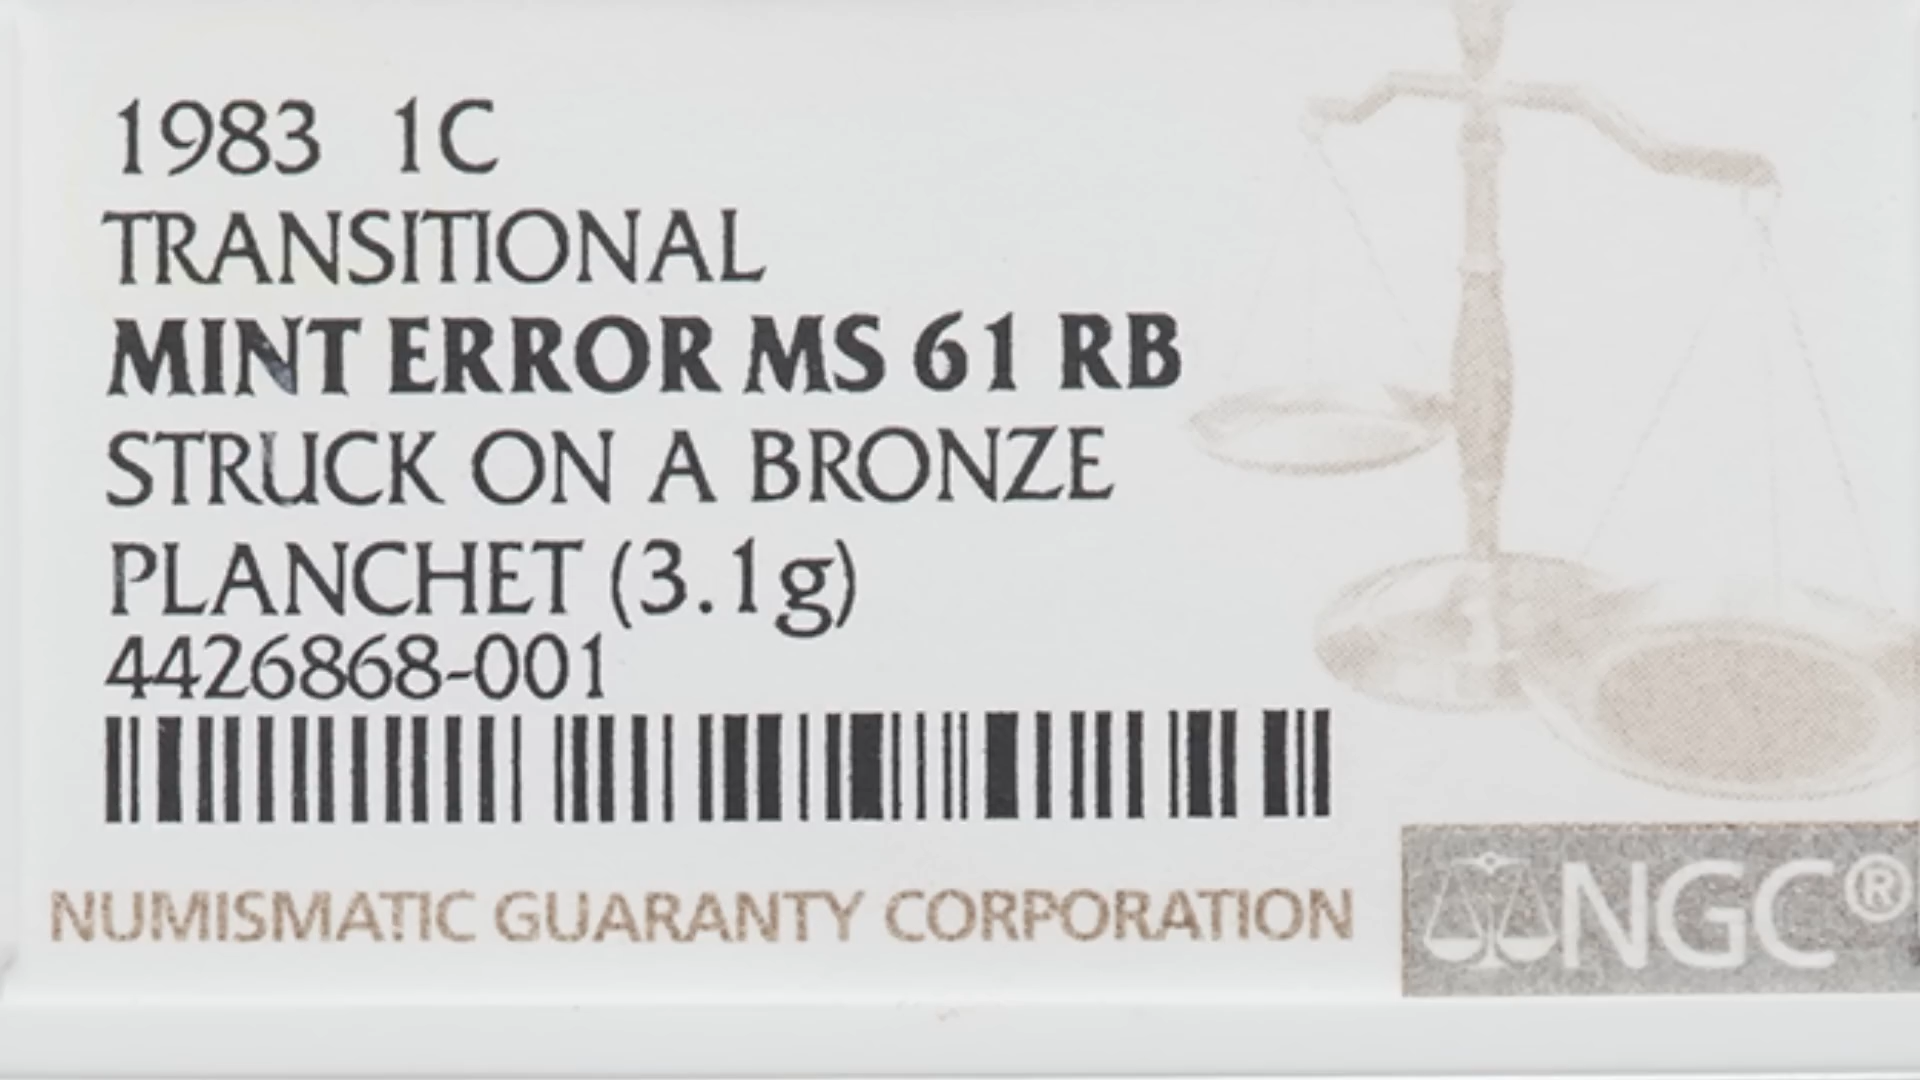 1983 1C
TRANSITIONAL
MINT ERROR MS 61 RB
STRUCK ON A BRONZE
PLANCHET (3.1g)
4426868-001
NUMISMATIC GUARANTY CORPORATION
NGC®